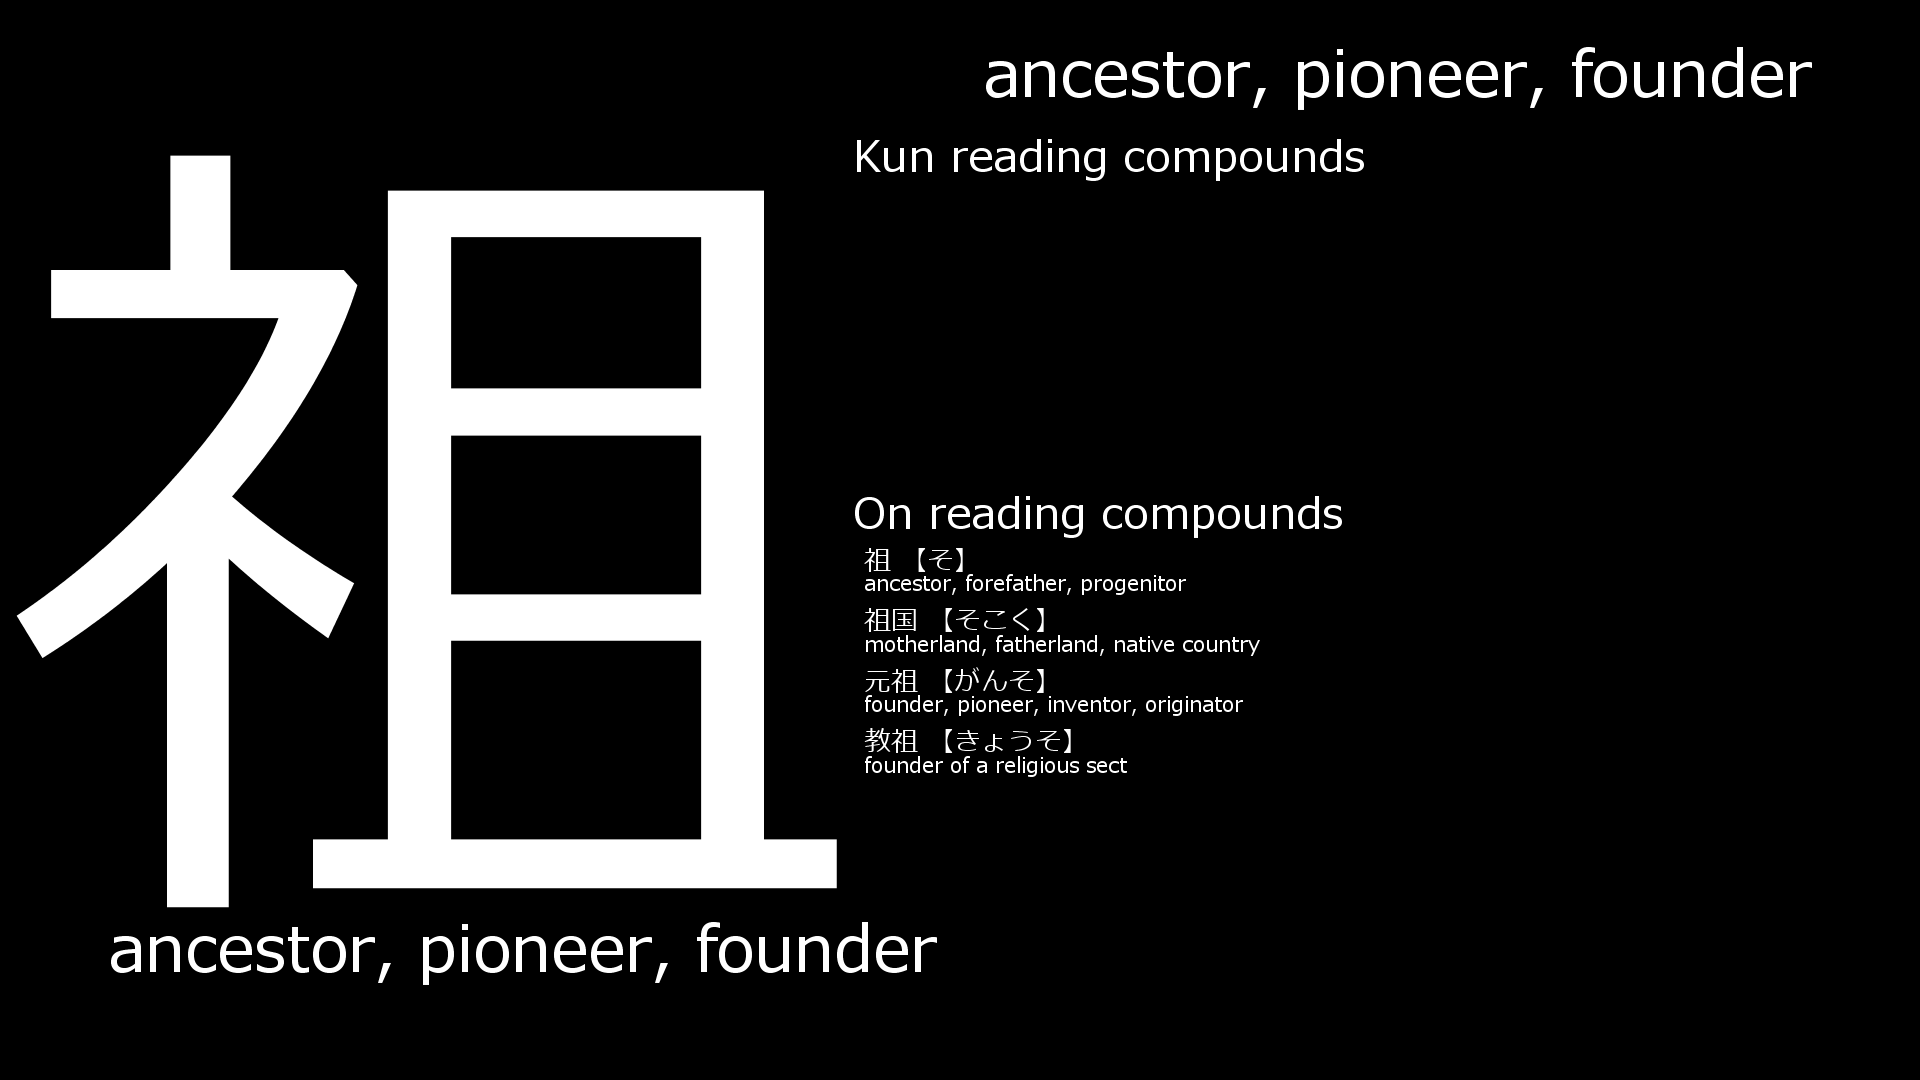 祖
ancestor, pioneer, founder
ancestor, pioneer, founder
Kun reading compounds
On reading compounds
祖 【そ】
ancestor, forefather, progenitor
祖国 【そこく】
motherland, fatherland, native country
元祖 【がんそ】
founder, pioneer, inventor, originator
教祖 【きょうそ】
founder of a religious sect